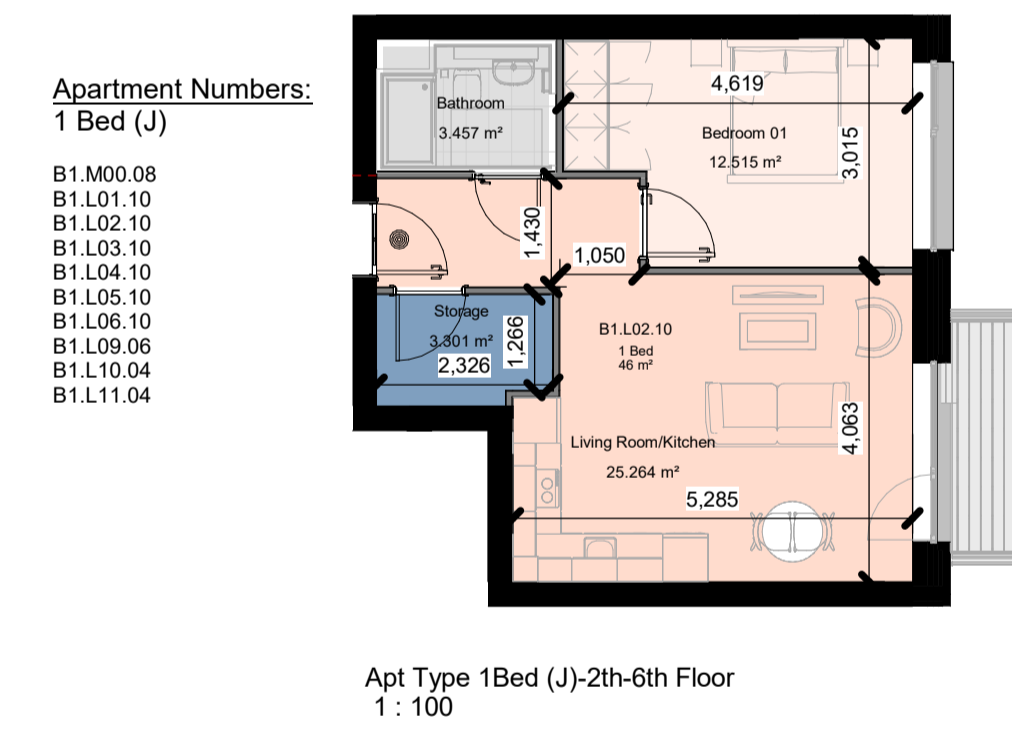 Apartment Numbers:
1 Bed (J)
B1.M00.08
B1.L01.10
B1.L02.10
B1.L03.10
B1.L04.10
B1.L05.10
B1.L06.10
B1.L09.06
B1.L10.04
B1.L11.04
Bathroom
3.457 m²
4,619
Bedroom 01
12.515 m²
3,015
1,430
1,050
Storage
3.301 m²
2,326
1,266
B1.L02.10
1 Bed
46 m²
Living Room/Kitchen
25.264 m²
4,063
5,285
Apt Type 1Bed (J)-2th-6th Floor
1 : 100